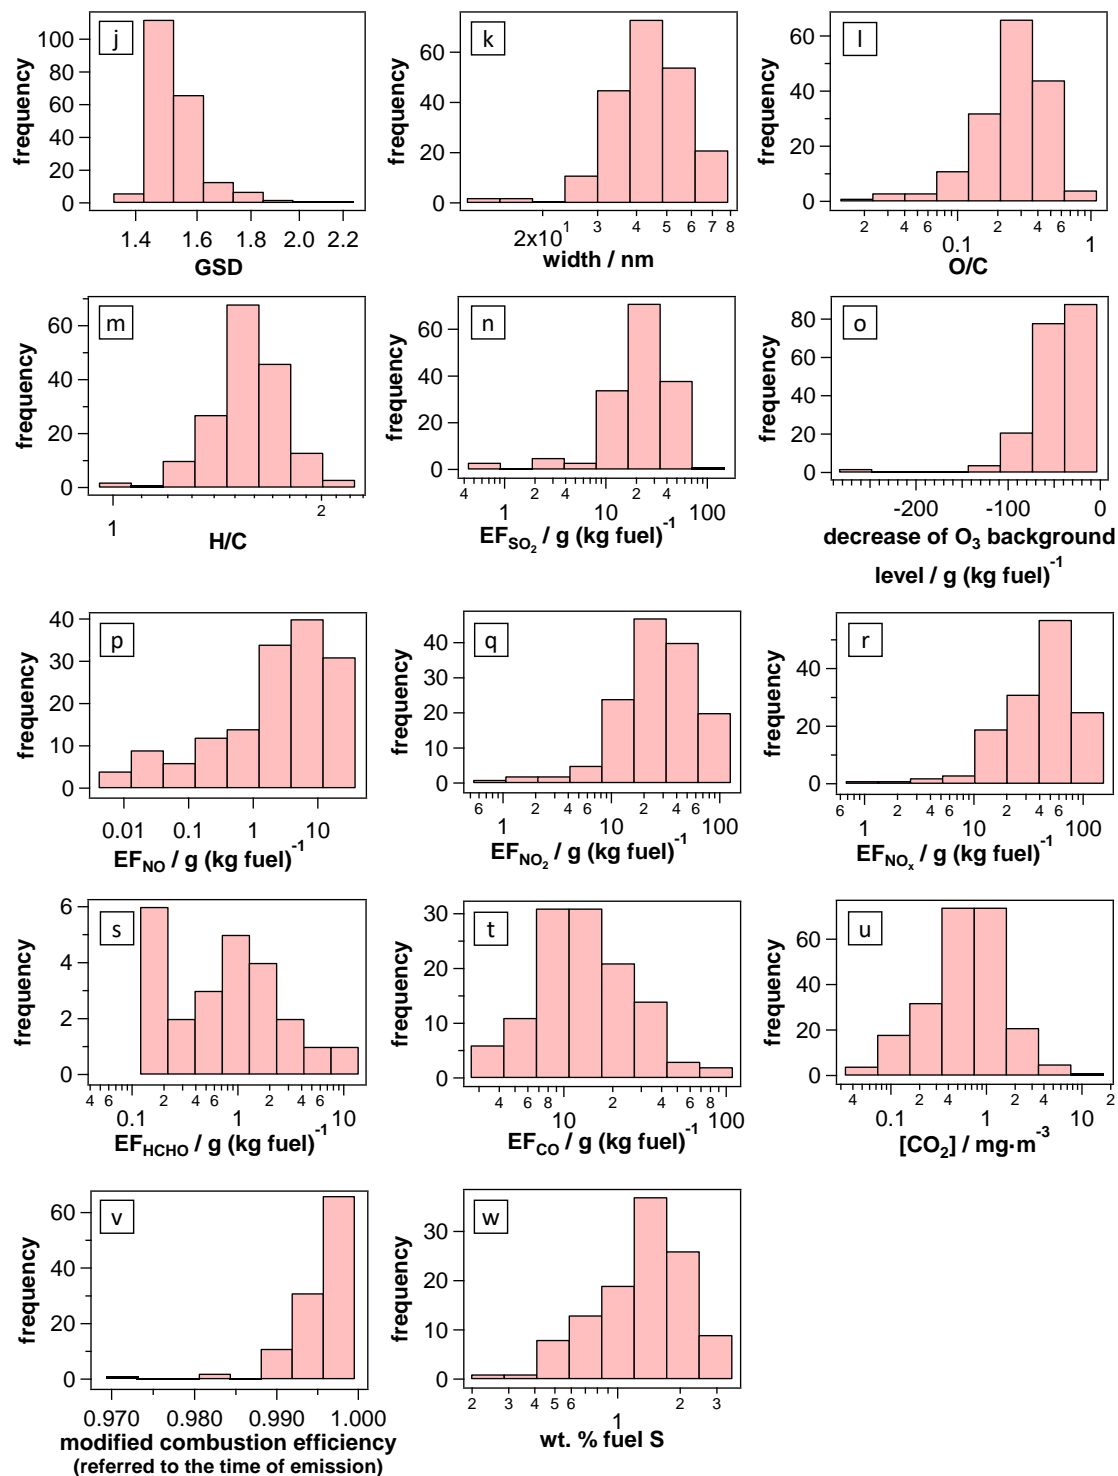 j
frequency
100
80
60
40
20
0
1.4 1.6 1.8 2.0 2.2
GSD
k
frequency
60
40
20
0
2x10¹ 3 4 5 6 7 8
width / nm
l
frequency
60
40
20
0
2 4 6 0.1 2 4 6 1
O/C
m
frequency
60
40
20
0
1 2
H/C
n
frequency
60
40
20
0
4 1 2 4 10 2 4 100
EF_SO₂ / g (kg fuel)⁻¹
o
frequency
80
60
40
20
0
-200 -100 0
decrease of O₃ background
level / g (kg fuel)⁻¹
p
frequency
40
30
20
10
0
0.01 0.1 1 10
EF_NO / g (kg fuel)⁻¹
q
frequency
40
20
0
6 1 2 4 6 10 2 4 6 100
EF_NO₂ / g (kg fuel)⁻¹
r
frequency
40
20
0
6 1 2 4 6 10 2 4 6 100
EF_NOₓ / g (kg fuel)⁻¹
s
frequency
6
4
2
0
4 6 0.1 2 4 6 1 2 4 6 10
EF_HCHO / g (kg fuel)⁻¹
t
frequency
30
20
10
0
4 6 8 10 2 4 6 8 100
EF_CO / g (kg fuel)⁻¹
u
frequency
60
40
20
0
4 0.1 2 4 1 2 4 10 2
[CO₂] / mg·m⁻³
v
frequency
60
40
20
0
0.970 0.980 0.990 1.000
modified combustion efficiency
(referred to the time of emission)
w
frequency
30
20
10
0
2 3 4 5 6 1 2 3
wt. % fuel S